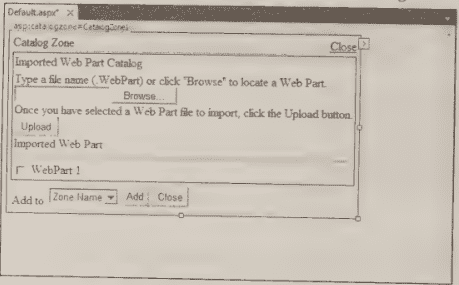 Default.aspx* ×
asp:catalogzone#CatalogZone1
Catalog Zone
Close
Imported Web Part Catalog
Type a file name (.WebPart) or click "Browse" to locate a Web Part.
Browse...
Once you have selected a Web Part file to import, click the Upload button.
Upload
Imported Web Part
WebPart 1
Add to Zone Name Add Close